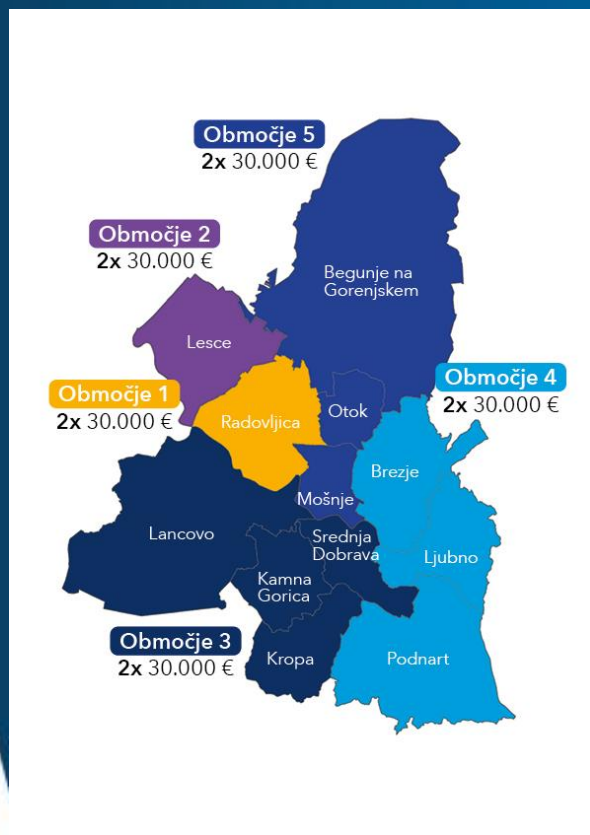 Območje 5
2x 30.000 €
Območje 2
2x 30.000 €
Begunje na
Gorenjskem
Lesce
Območje 1
2x 30.000 €
Območje 4
2x 30.000 €
Radovljica
Otok
Brezje
Mošnje
Lancovo
Srednja
Dobrava
Ljubno
Kamna
Gorica
Območje 3
2x 30.000 €
Kropa
Podnart